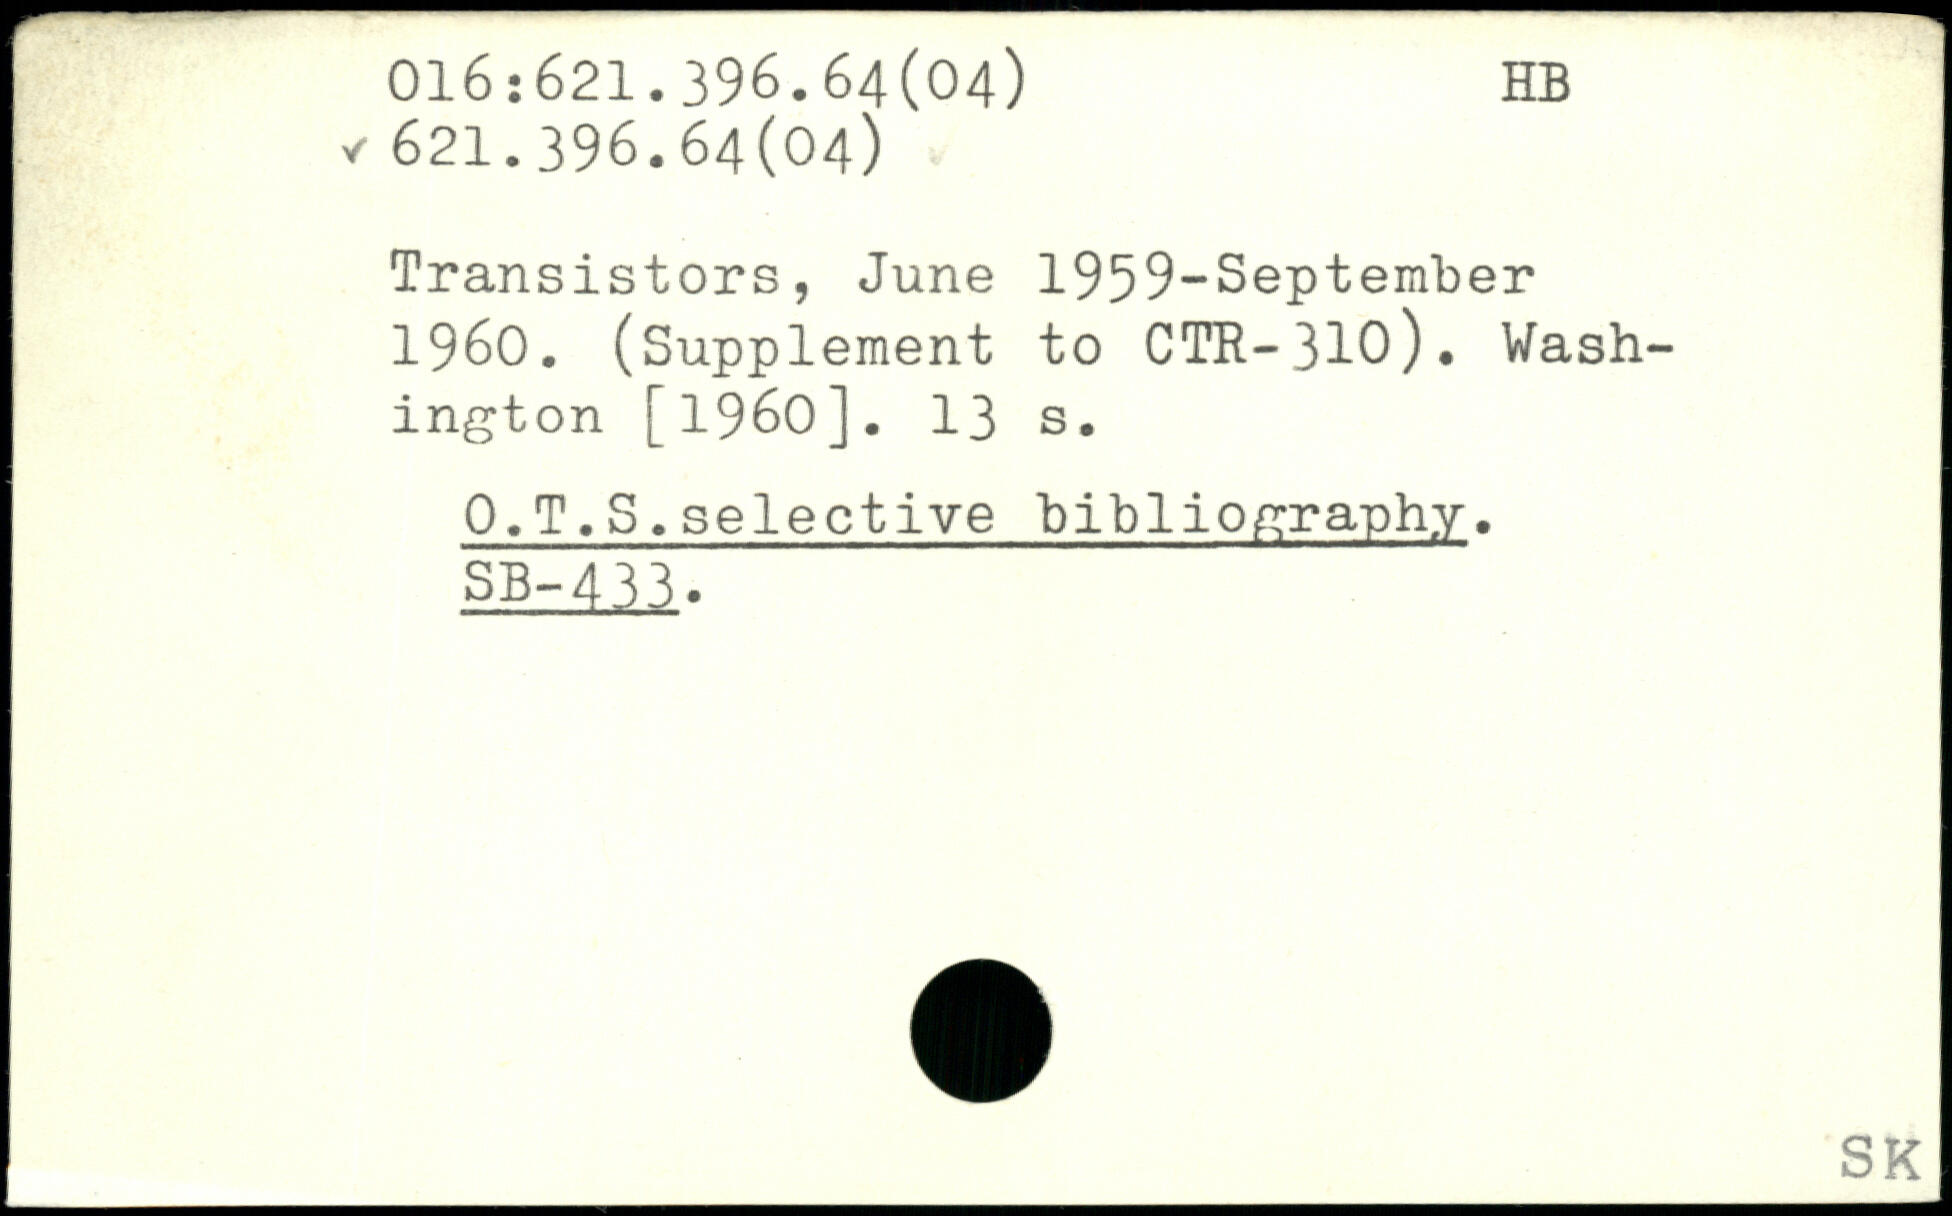 016:621.396.64(04) HB
✓ 621.396.64(04) ✓
Transistors, June 1959-September
1960. (Supplement to CTR-310). Wash-
ington [1960]. 13 s.
O.T.S.selective bibliography.
SB-433.
SK